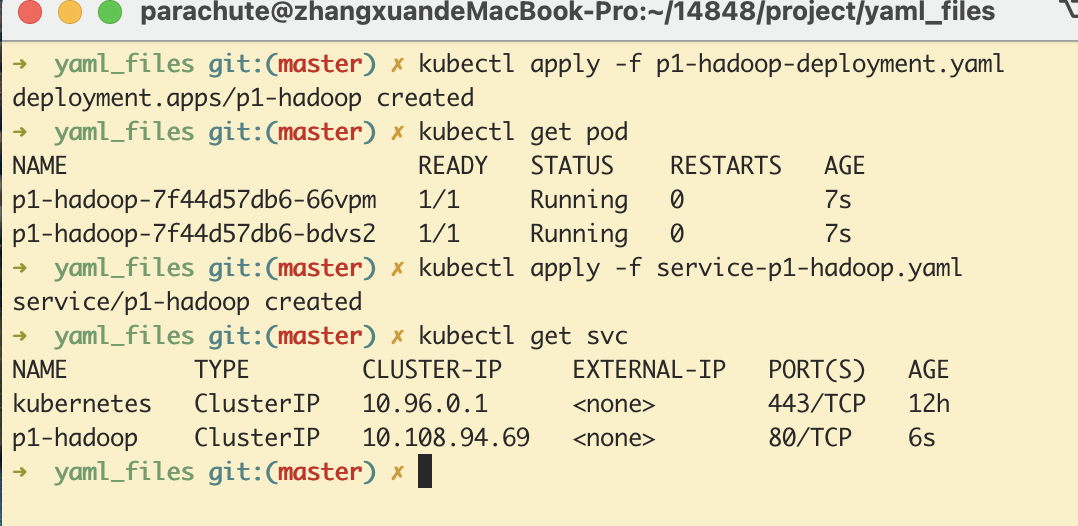 parachute@zhangxuandeMacBook-Pro:~/14848/project/yaml_files
➜ yaml_files git:(master) ✗ kubectl apply -f p1-hadoop-deployment.yaml
deployment.apps/p1-hadoop created
➜ yaml_files git:(master) ✗ kubectl get pod
NAME READY STATUS RESTARTS AGE
p1-hadoop-7f44d57db6-66vpm 1/1 Running 0 7s
p1-hadoop-7f44d57db6-bdvs2 1/1 Running 0 7s
➜ yaml_files git:(master) ✗ kubectl apply -f service-p1-hadoop.yaml
service/p1-hadoop created
➜ yaml_files git:(master) ✗ kubectl get svc
NAME TYPE CLUSTER-IP EXTERNAL-IP PORT(S) AGE
kubernetes ClusterIP 10.96.0.1 <none> 443/TCP 12h
p1-hadoop ClusterIP 10.108.94.69 <none> 80/TCP 6s
➜ yaml_files git:(master) ✗